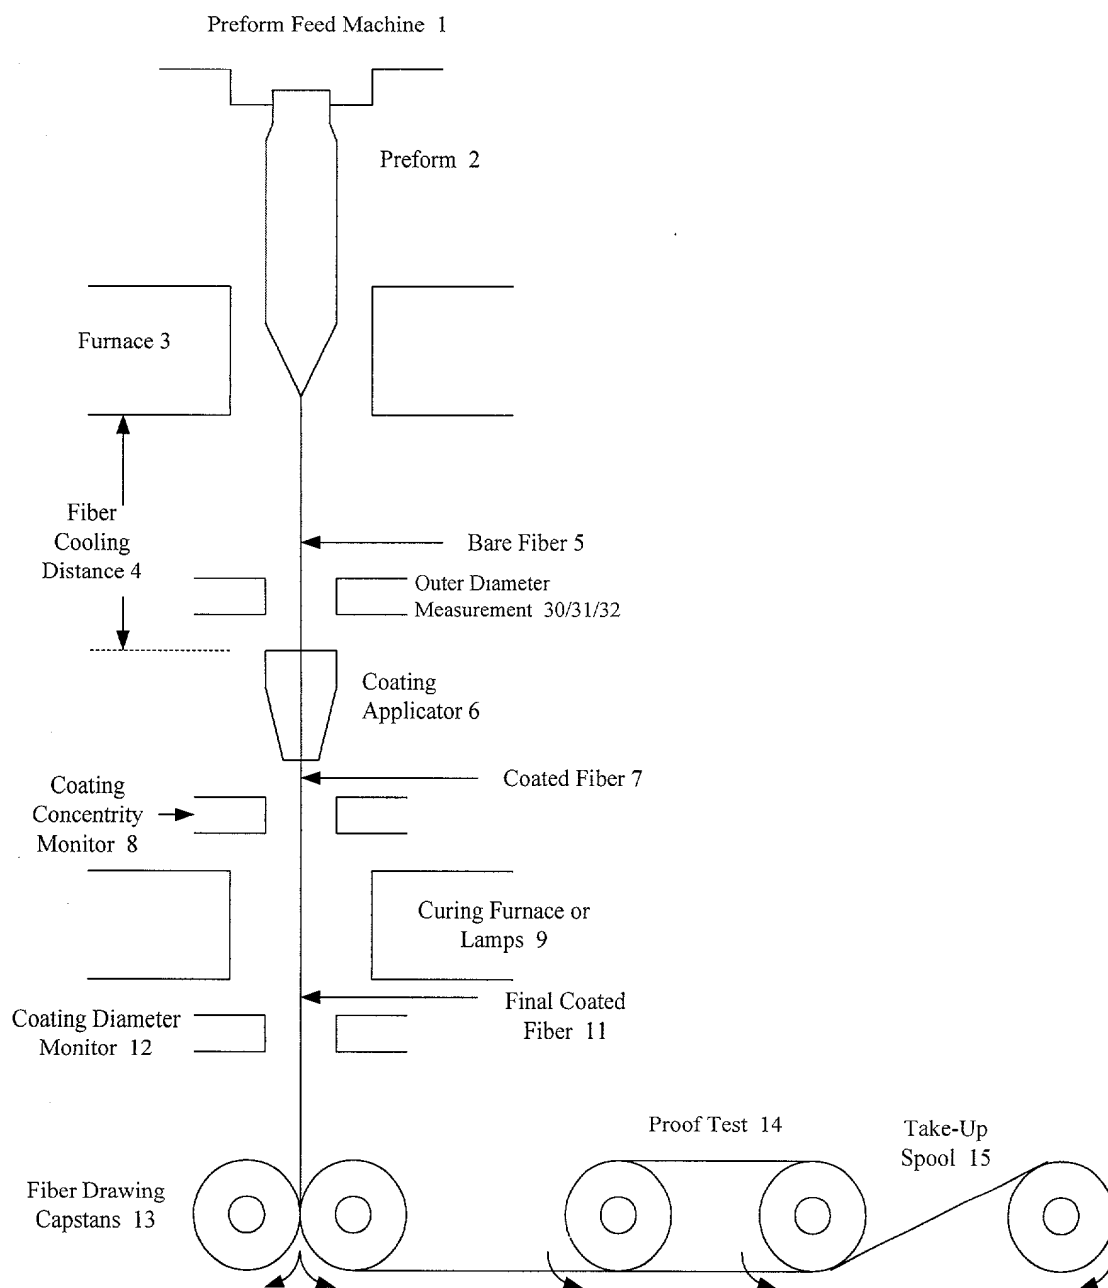 Preform Feed Machine 1
Preform 2
Furnace 3
Fiber
Cooling
Distance 4
Bare Fiber 5
Outer Diameter
Measurement 30/31/32
Coating
Applicator 6
Coated Fiber 7
Coating
Concentrity
Monitor 8
Curing Furnace or
Lamps 9
Final Coated
Fiber 11
Coating Diameter
Monitor 12
Proof Test 14
Take-Up
Spool 15
Fiber Drawing
Capstans 13